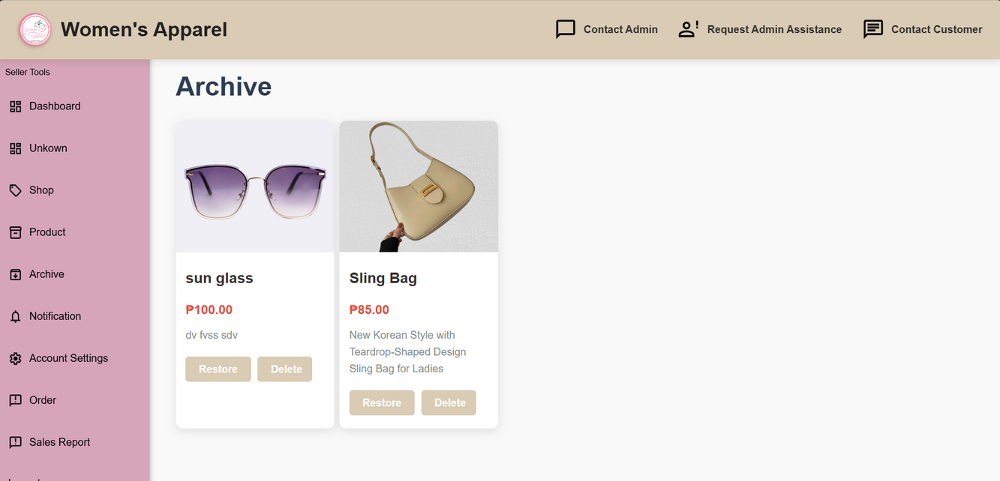 Women's Apparel
Contact Admin
Request Admin Assistance
Contact Customer
Seller Tools
Dashboard
Unkown
Shop
Product
Archive
Notification
Account Settings
Order
Sales Report
Archive
sun glass
₱100.00
dv fvss sdv
Restore
Delete
Sling Bag
₱85.00
New Korean Style with
Teardrop-Shaped Design
Sling Bag for Ladies
Restore
Delete